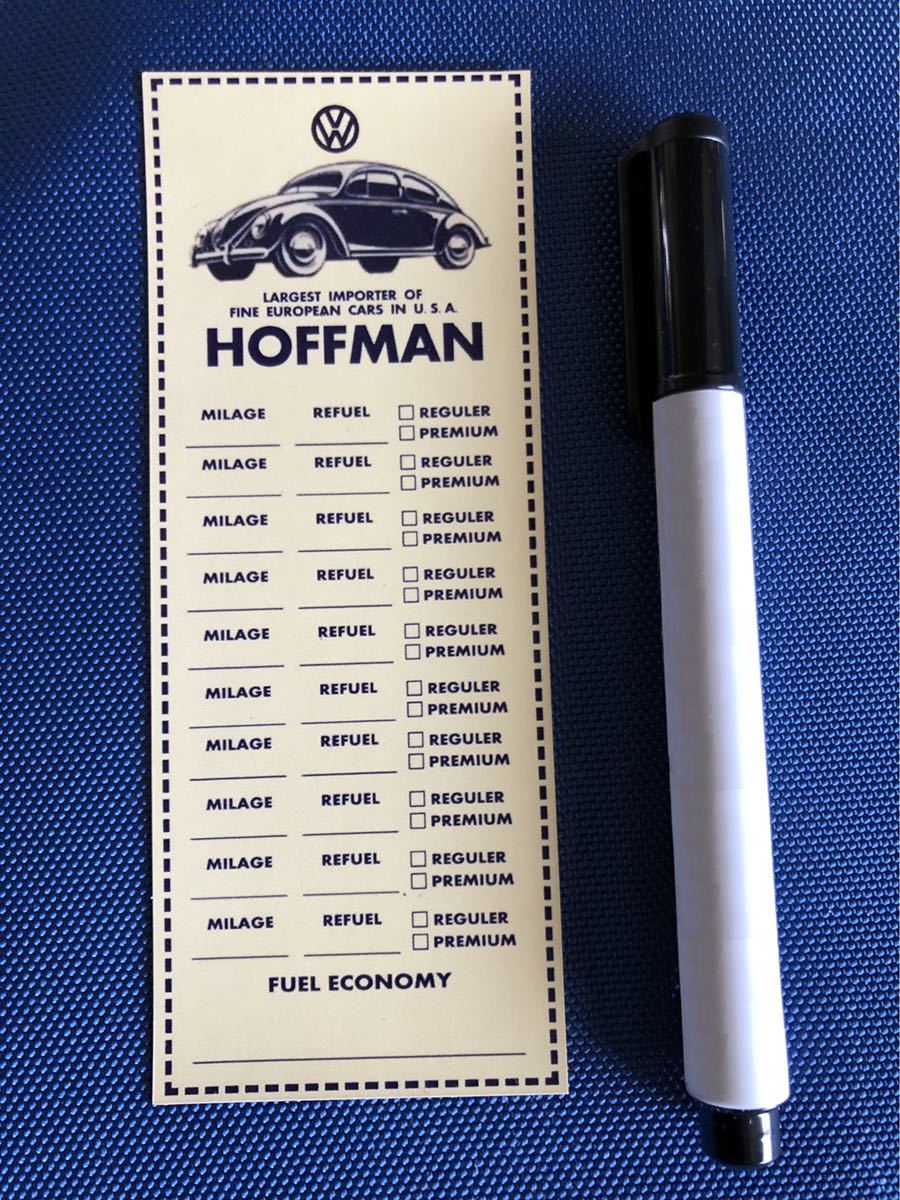 VW
LARGEST IMPORTER OF
FINE EUROPEAN CARS IN U.S.A.
HOFFMAN
MILAGE REFUEL REGULER
PREMIUM
MILAGE REFUEL REGULER
PREMIUM
MILAGE REFUEL REGULER
PREMIUM
MILAGE REFUEL REGULER
PREMIUM
MILAGE REFUEL REGULER
PREMIUM
MILAGE REFUEL REGULER
PREMIUM
MILAGE REFUEL REGULER
PREMIUM
MILAGE REFUEL REGULER
PREMIUM
MILAGE REFUEL REGULER
PREMIUM
MILAGE REFUEL REGULER
PREMIUM
FUEL ECONOMY